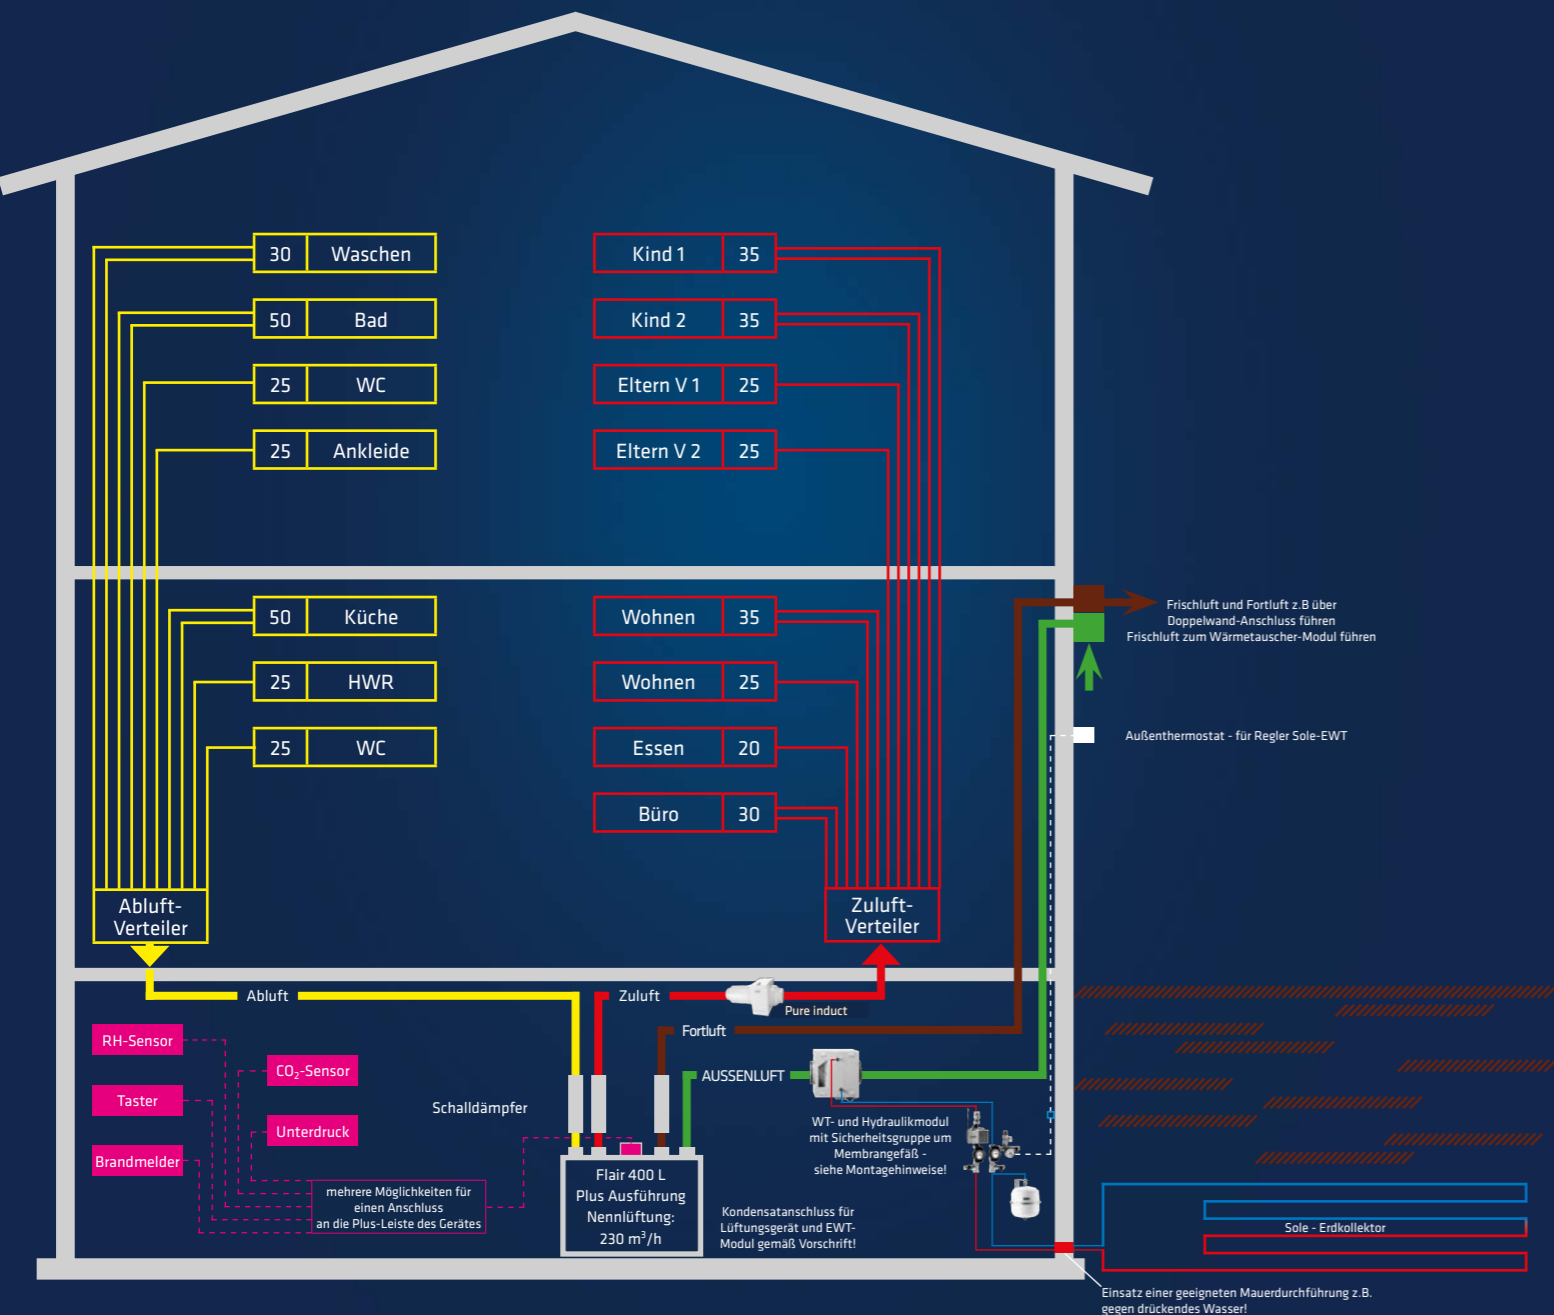 30 Waschen
50 Bad
25 WC
25 Ankleide
Kind 1 35
Kind 2 35
Eltern V 1 25
Eltern V 2 25
50 Küche
25 HWR
25 WC
Wohnen 35
Wohnen 25
Essen 20
Büro 30
Abluft-
Verteiler
Zuluft-
Verteiler
Frischluft und Fortluft z.B über
Doppelwand-Anschluss führen
Frischluft zum Wärmetauscher-Modul führen
Außenthermostat - für Regler Sole-EWT
Abluft
Zuluft
Pure induct
Fortluft
AUSSENLUFT
RH-Sensor
CO₂-Sensor
Taster
Unterdruck
Brandmelder
Schalldämpfer
mehrere Möglichkeiten für
einen Anschluss
an die Plus-Leiste des Gerätes
Flair 400 L
Plus Ausführung
Nennlüftung:
230 m³/h
WT- und Hydraulikmodul
mit Sicherheitsgruppe um
Membrangefäß -
siehe Montagehinweise!
Kondensatanschluss für
Lüftungsgerät und EWT-
Modul gemäß Vorschrift!
Sole - Erdkollektor
Einsatz einer geeigneten Mauerdurchführung z.B.
gegen drückendes Wasser!